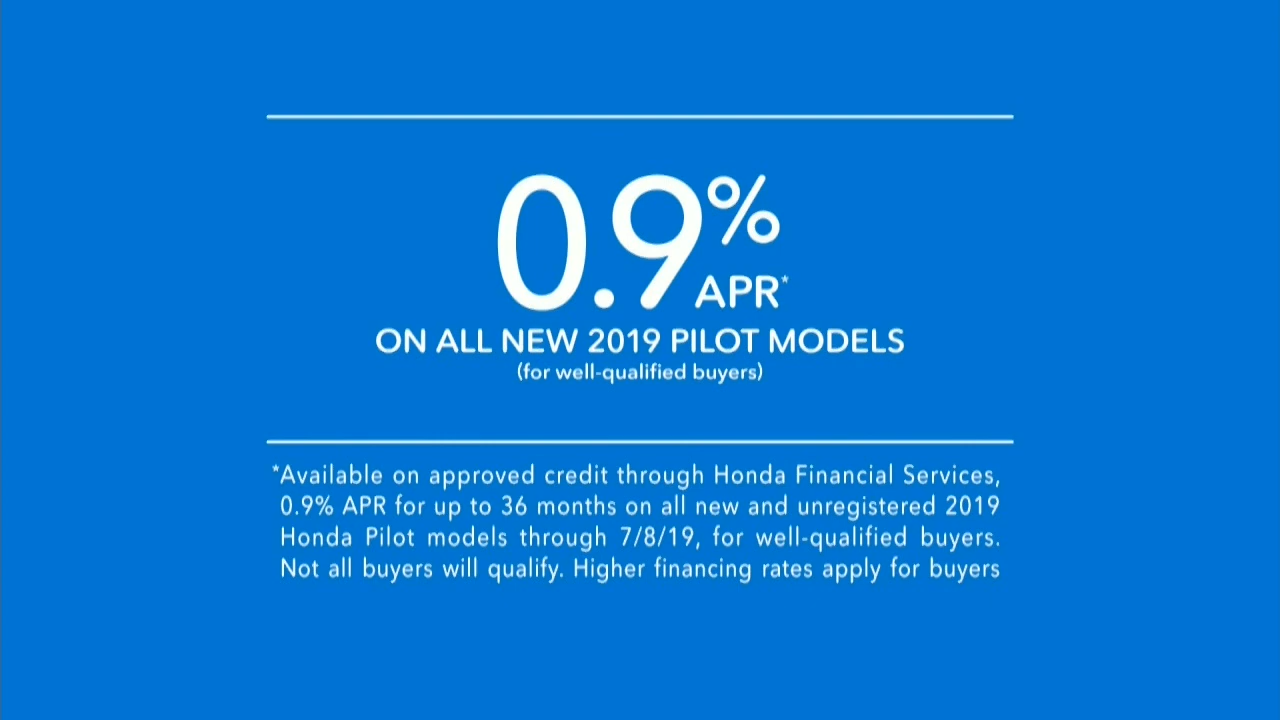 0.9%
APR*
ON ALL NEW 2019 PILOT MODELS
(for well-qualified buyers)
*Available on approved credit through Honda Financial Services,
0.9% APR for up to 36 months on all new and unregistered 2019
Honda Pilot models through 7/8/19, for well-qualified buyers.
Not all buyers will qualify. Higher financing rates apply for buyers